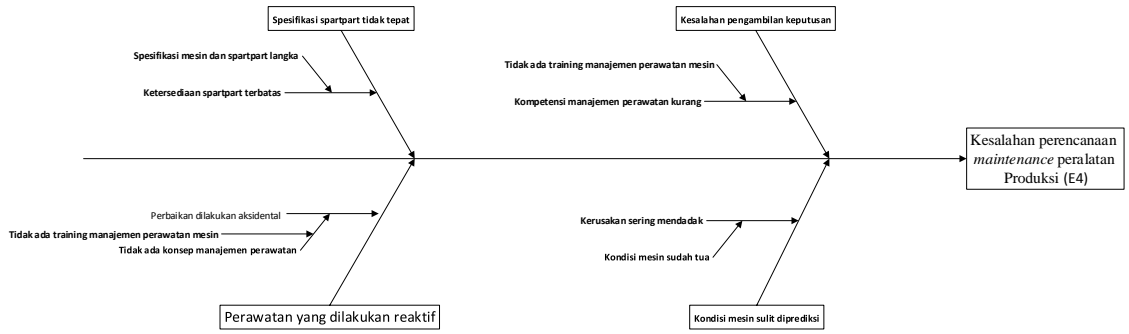 Spesifikasi spartpart tidak tepat
Kesalahan pengambilan keputusan
Spesifikasi mesin dan spartpart langka
Ketersediaan spartpart terbatas
Tidak ada training manajemen perawatan mesin
Kompetensi manajemen perawatan kurang
Kesalahan perencanaan
maintenance peralatan
Produksi (E4)
Perbaikan dilakukan aksidental
Tidak ada training manajemen perawatan mesin
Tidak ada konsep manajemen perawatan
Kerusakan sering mendadak
Kondisi mesin sudah tua
Perawatan yang dilakukan reaktif
Kondisi mesin sulit diprediksi